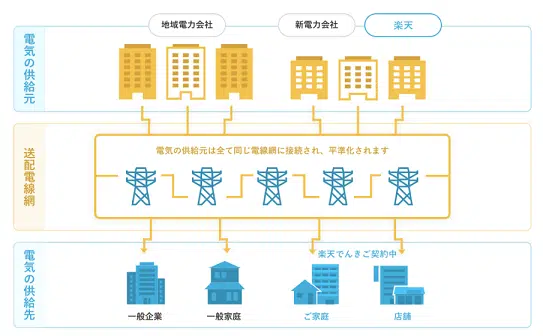 地域電力会社
新電力会社
楽天
電気の供給元
送配電線網
電気の供給元は全て同じ電線網に接続され、平準化されます
電気の供給先
楽天でんきご契約中
一般企業
一般家庭
ご家庭
店舗